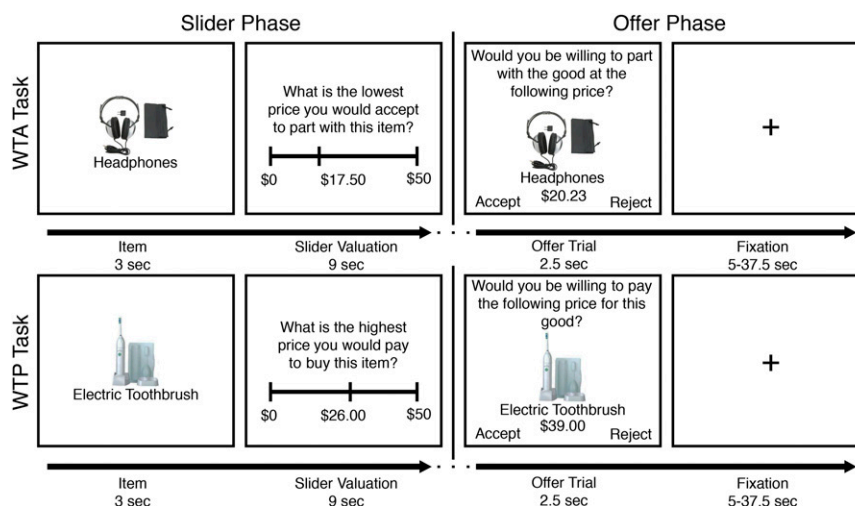 Slider Phase
Offer Phase
WTA Task
Headphones
What is the lowest
price you would accept
to part with this item?
$0 $17.50 $50
Would you be willing to part
with the good at the
following price?
Headphones
$20.23
Accept Reject
+
Item
3 sec
Slider Valuation
9 sec
Offer Trial
2.5 sec
Fixation
5-37.5 sec
WTP Task
Electric Toothbrush
What is the highest
price you would pay
to buy this item?
$0 $26.00 $50
Would you be willing to pay
the following price for this
good?
Electric Toothbrush
$39.00
Accept Reject
+
Item
3 sec
Slider Valuation
9 sec
Offer Trial
2.5 sec
Fixation
5-37.5 sec